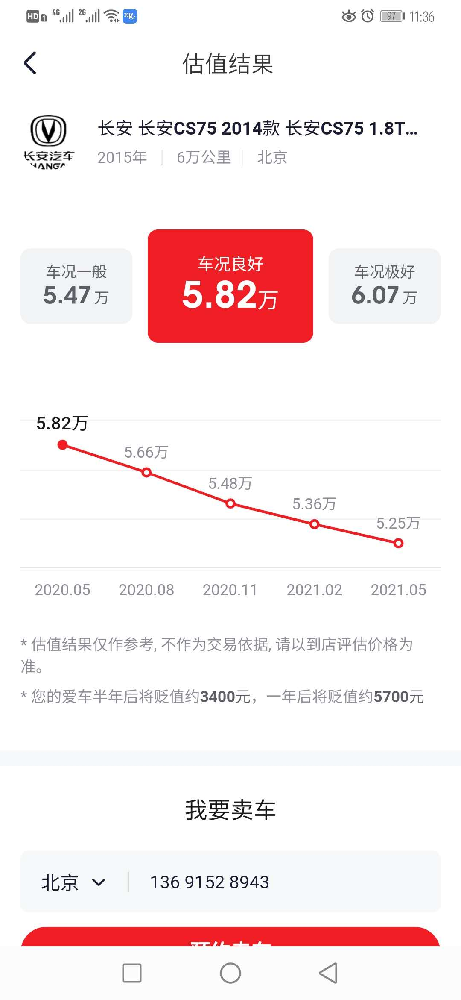 HD 1 4G 2G 36Kr 97 11:36
估值结果
长安 长安CS75 2014款 长安CS75 1.8T...
长安汽车
2015年 6万公里 北京
车况一般
5.47 万
车况良好
5.82万
车况极好
6.07 万
5.82万
5.66万
5.48万
5.36万
5.25万
2020.05 2020.08 2020.11 2021.02 2021.05
* 估值结果仅作参考, 不作为交易依据, 请以到店评估价格为
准。
* 您的爱车半年后将贬值约3400元，一年后将贬值约5700元
我要卖车
北京 136 9152 8943